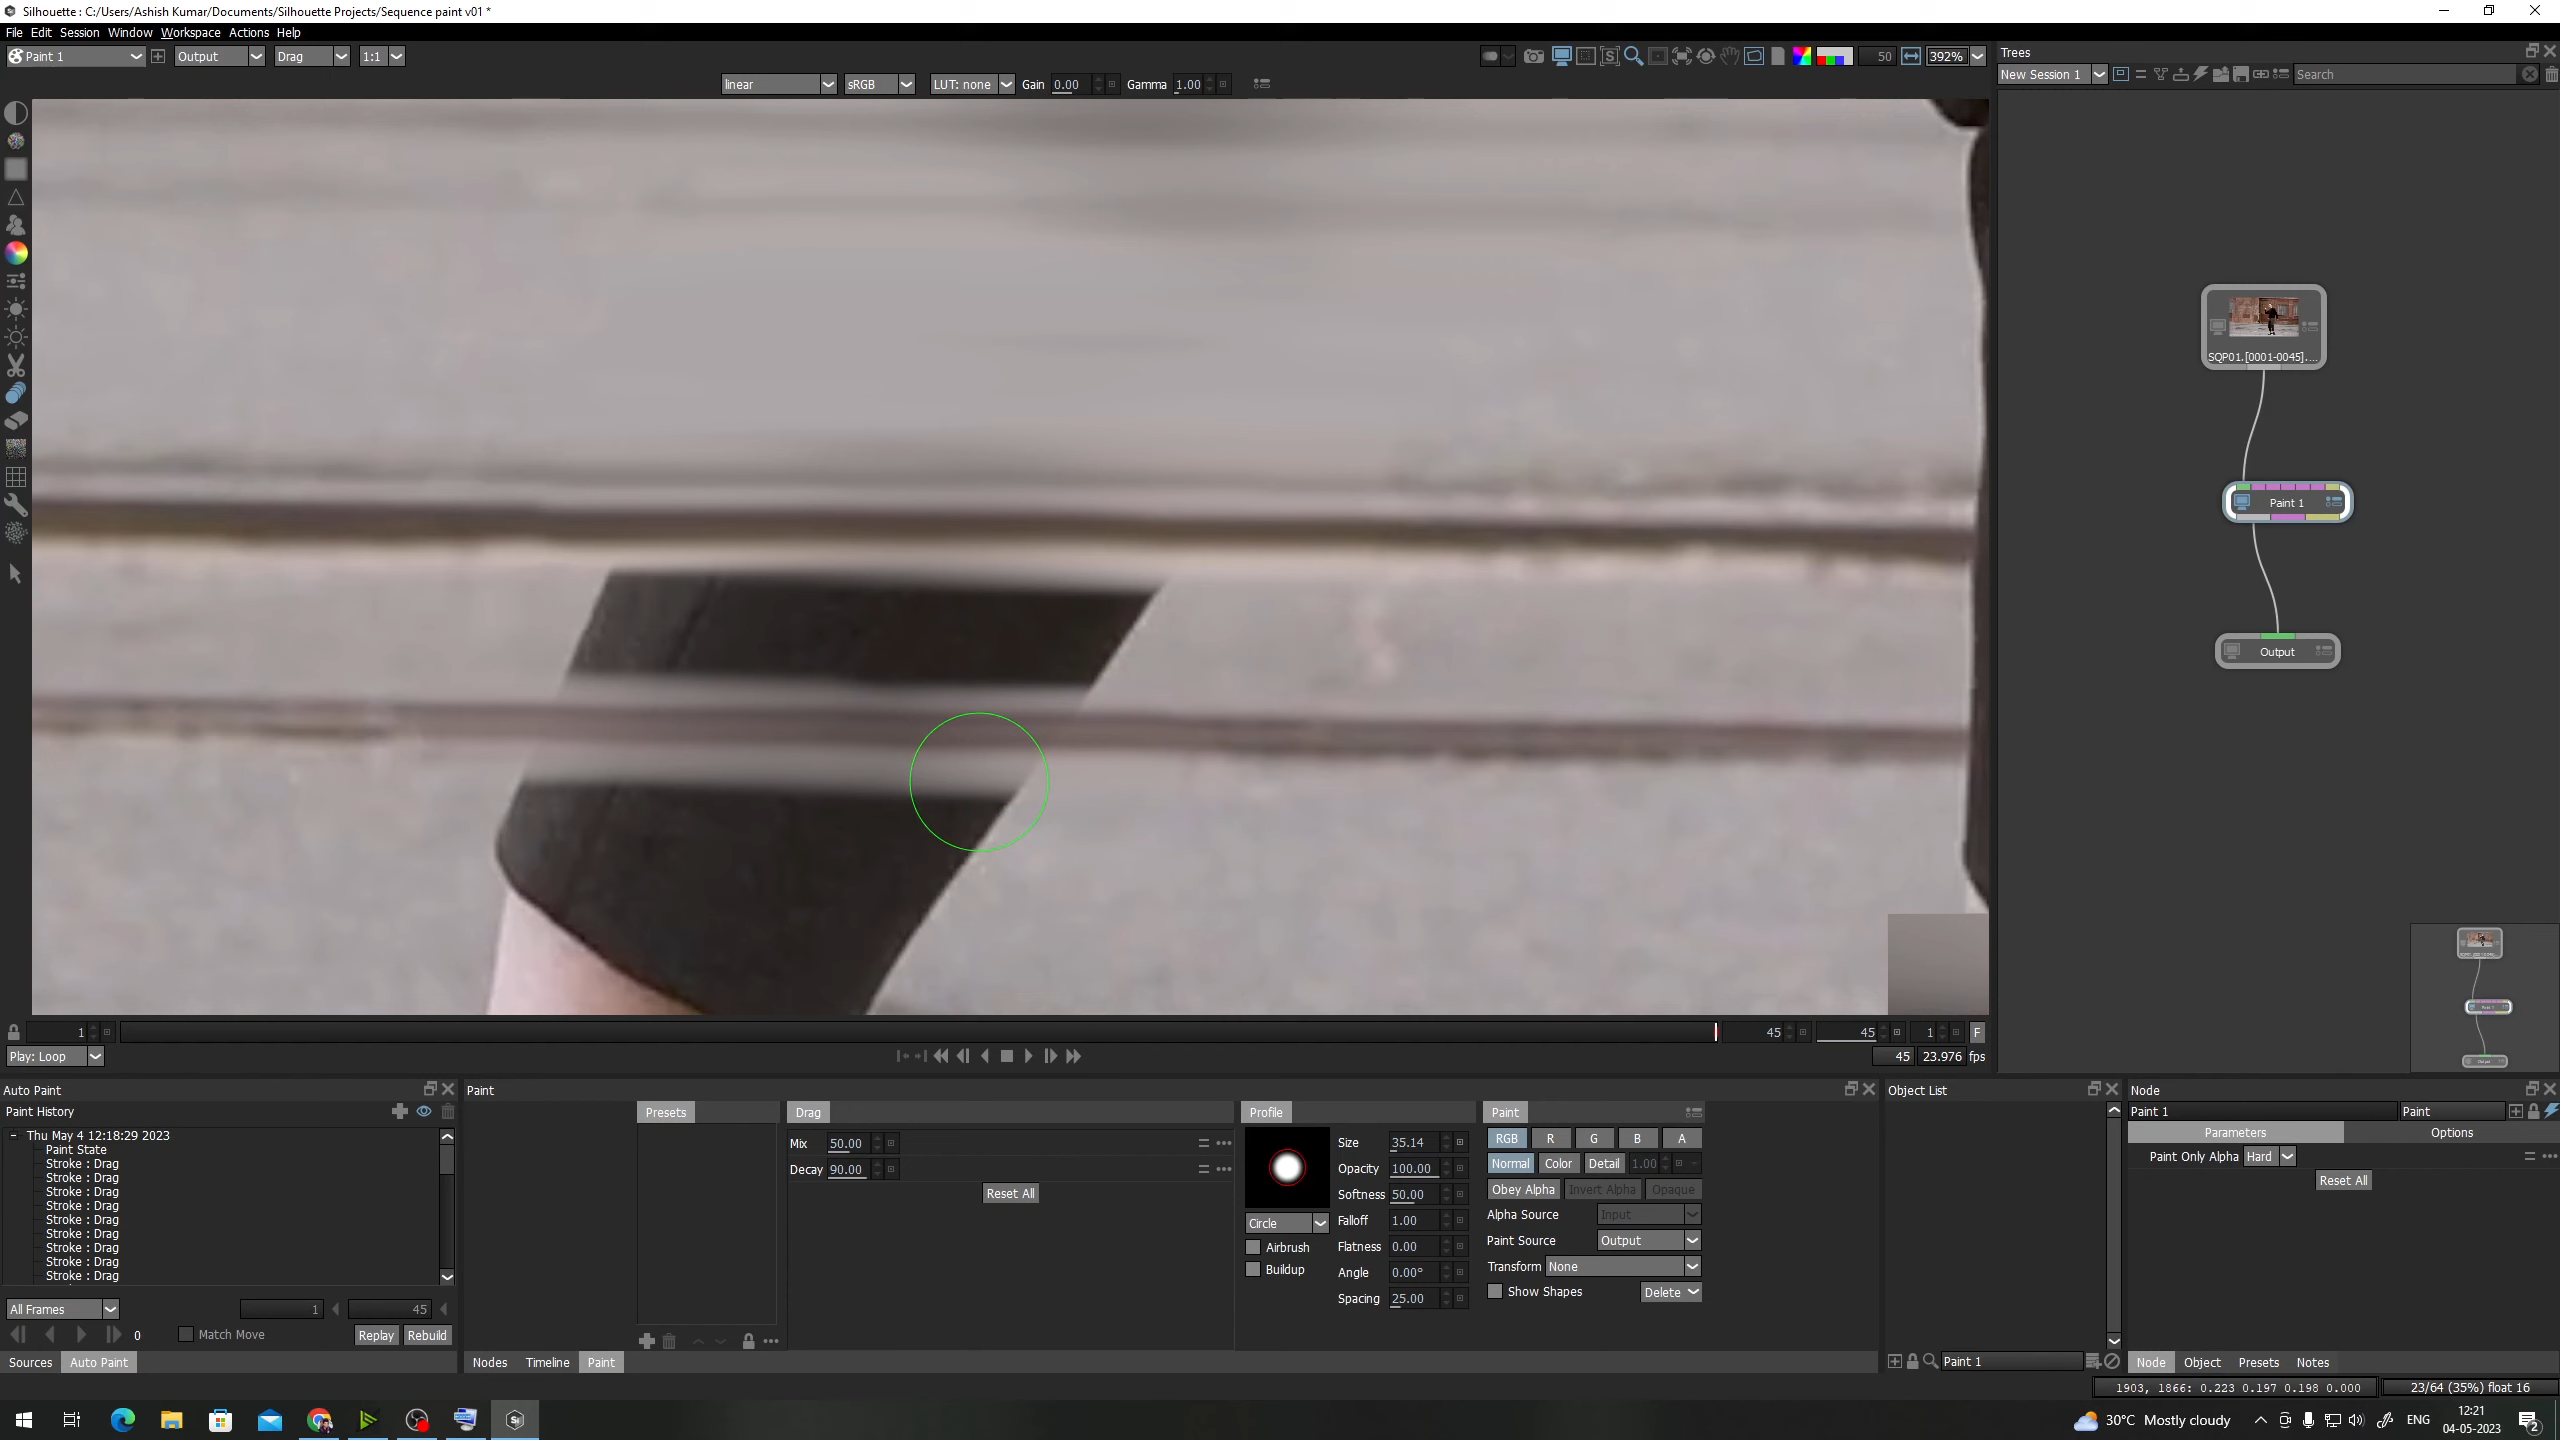 Silhouette : C:/Users/Ashish Kumar/Documents/Silhouette Projects/Sequence paint v01 *
File Edit Session Window Workspace Actions Help
Paint 1 Output Drag 1:1 50 392%
linear sRGB LUT: none Gain 0.00 Gamma 1.00
Trees
New Session 1 Search
SQP01.[0001-0045]....
Paint 1
Output
1 45 45 1 F
Play: Loop 45 23.976 fps
Auto Paint
Paint History
Thu May 4 12:18:29 2023
Paint State
Stroke : Drag
Stroke : Drag
Stroke : Drag
Stroke : Drag
Stroke : Drag
Stroke : Drag
Stroke : Drag
Stroke : Drag
Stroke : Drag
All Frames 1 45
0 Match Move Replay Rebuild
Sources Auto Paint
Paint
Presets
Drag
Mix 50.00
Decay 90.00
Reset All
Profile
Circle
Airbrush
Buildup
Size 35.14
Opacity 100.00
Softness 50.00
Falloff 1.00
Flatness 0.00
Angle 0.00°
Spacing 25.00
Paint
RGB R G B A
Normal Color Detail 1.00
Obey Alpha Invert Alpha Opaque
Alpha Source Input
Paint Source Output
Transform None
Show Shapes Delete
Nodes Timeline Paint
Object List
Paint 1
Node
Paint 1 Paint
Parameters Options
Paint Only Alpha Hard
Reset All
Node Object Presets Notes
1903, 1866: 0.223 0.197 0.198 0.000 23/64 (35%) float 16
30°C Mostly cloudy ENG 12:21
04-05-2023
2